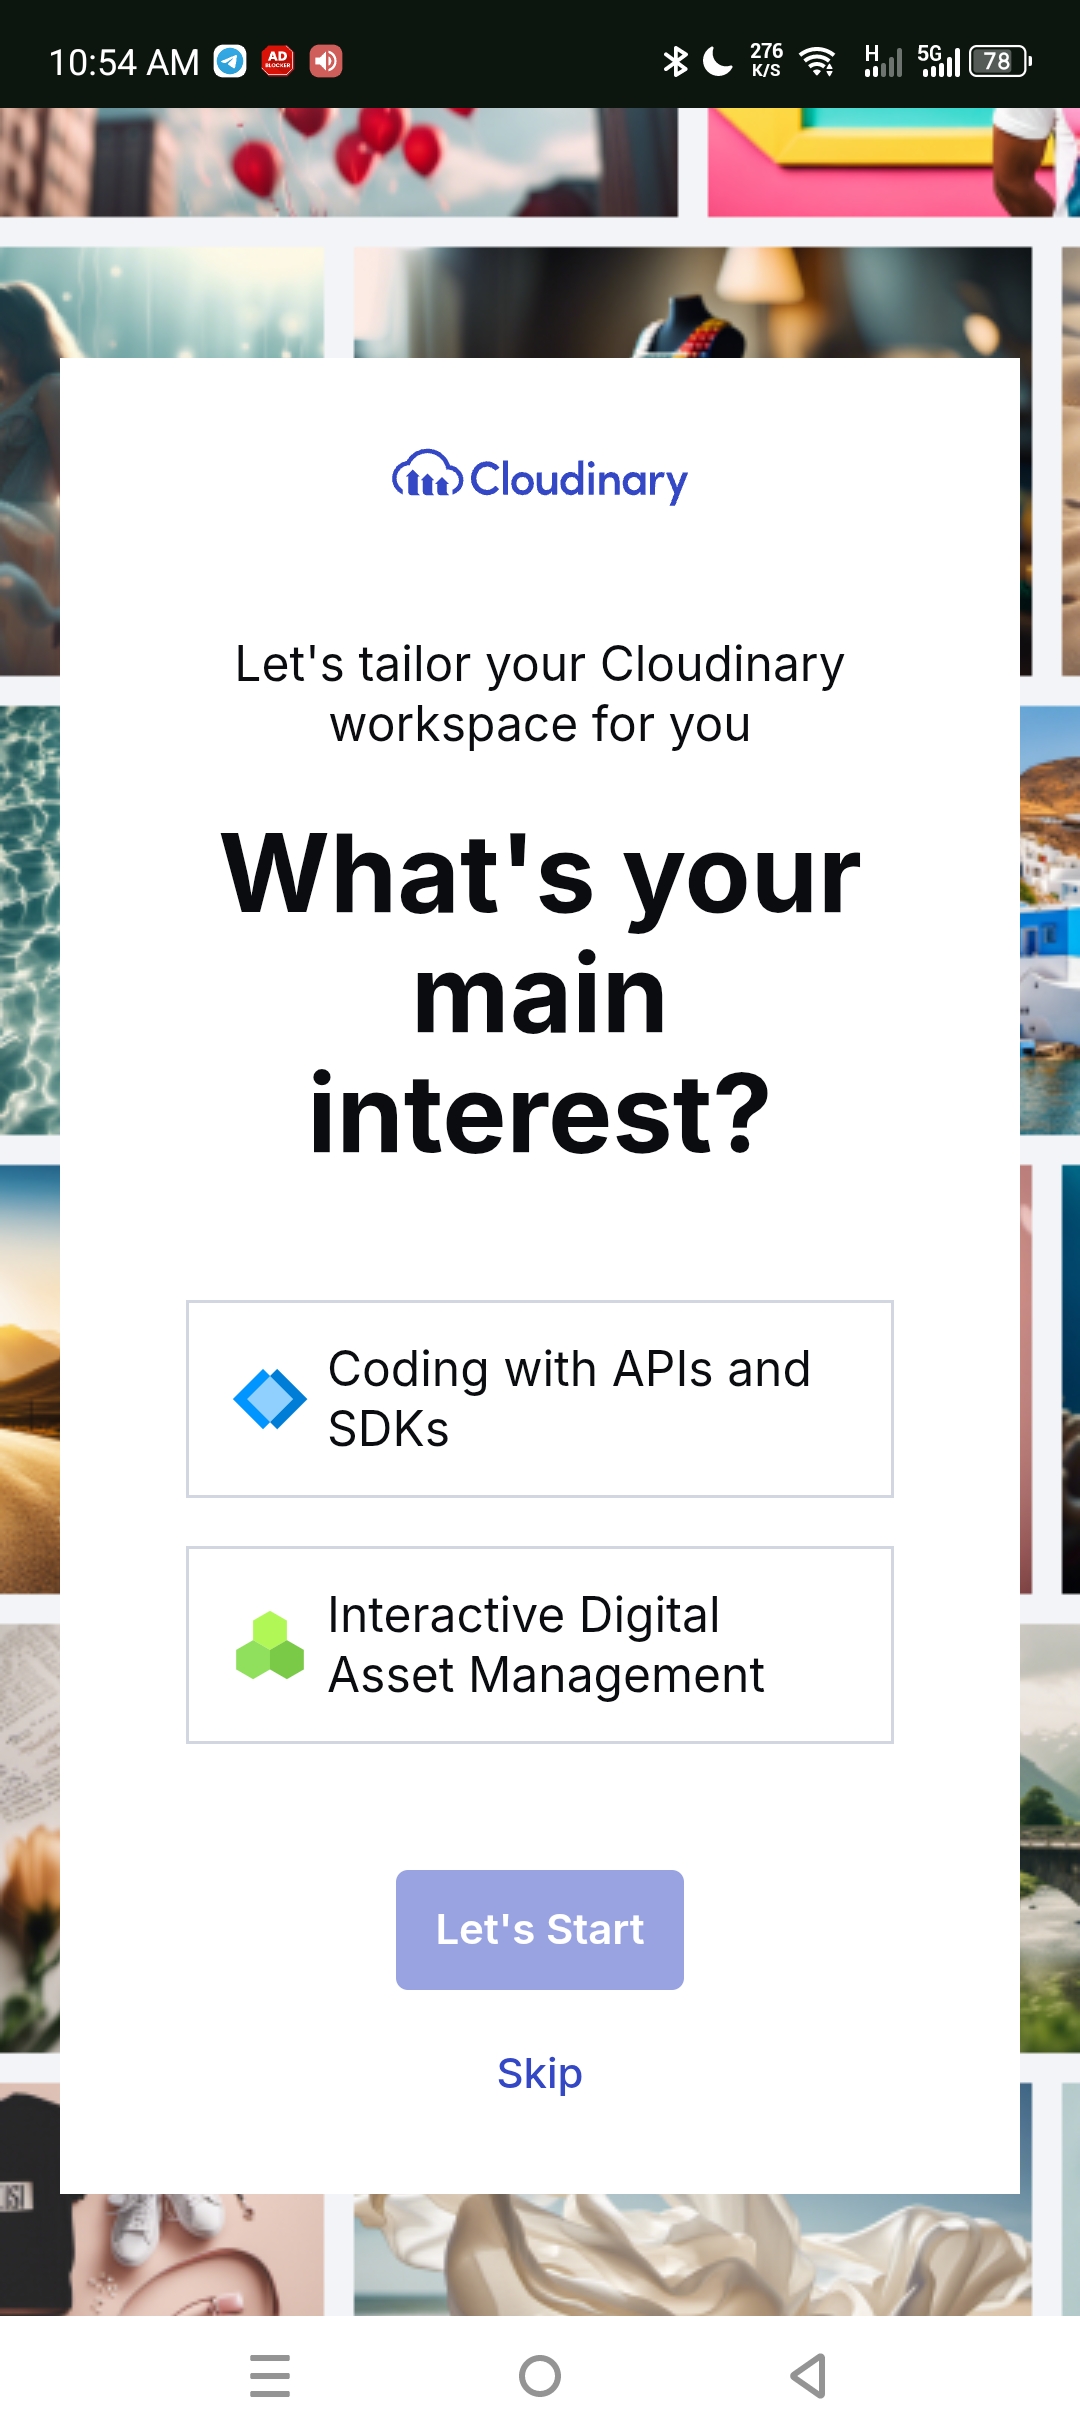 10:54 AM AD BLOCKER 276 K/S H 5G 78
Cloudinary
Let's tailor your Cloudinary
workspace for you
What's your
main
interest?
Coding with APIs and
SDKs
Interactive Digital
Asset Management
Let's Start
Skip